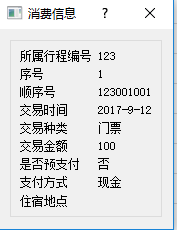 消费信息 ? ×
所属行程编号 123
序号 1
顺序号 123001001
交易时间 2017-9-12
交易种类 门票
交易金额 100
是否预支付 否
支付方式 现金
住宿地点